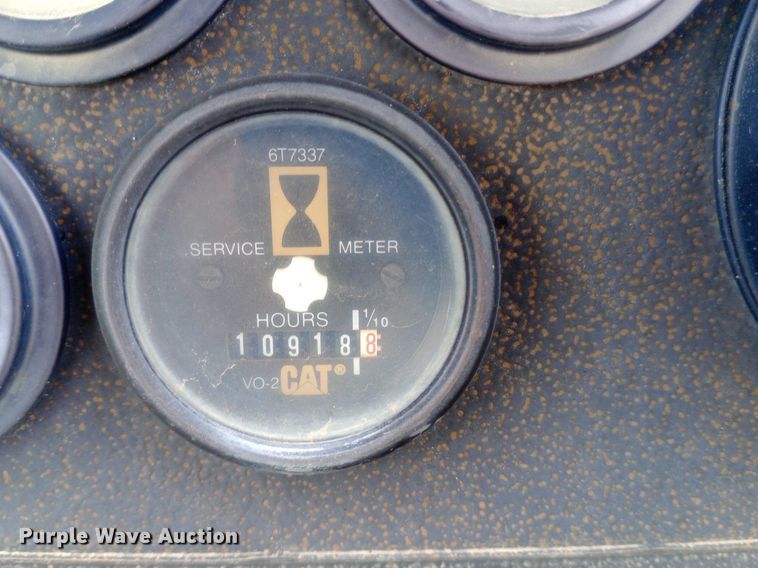 6T7337
SERVICE METER
HOURS 1/10
109188
VO-2 CAT®
Purple Wave Auction